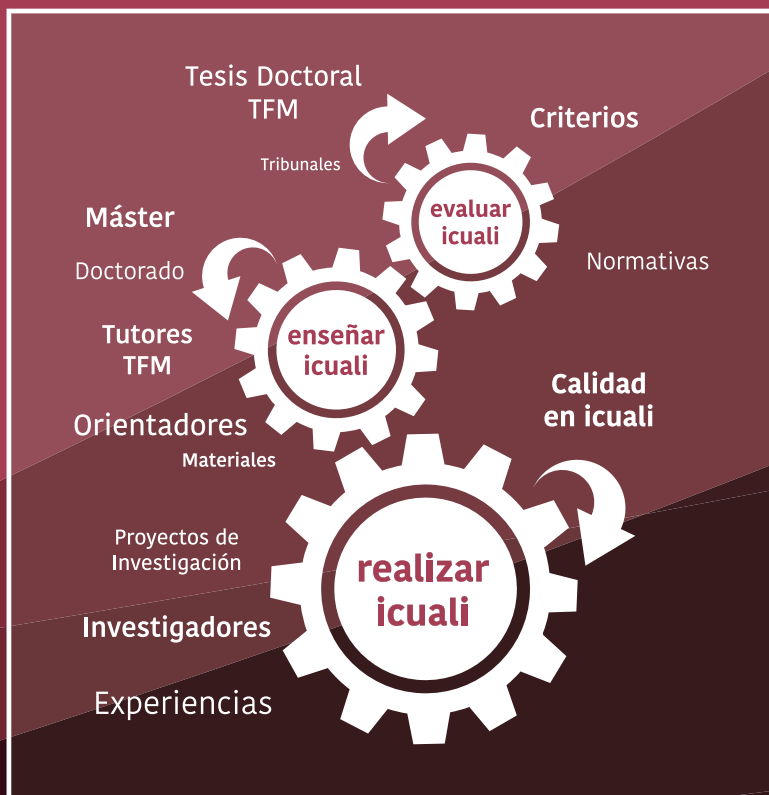 Tesis Doctoral
TFM
Tribunales
Criterios
evaluar
icuali
Normativas
Máster
Doctorado
Tutores
TFM
Orientadores
Materiales
enseñar
icuali
Calidad
en icuali
Proyectos de
Investigación
Investigadores
Experiencias
realizar
icuali